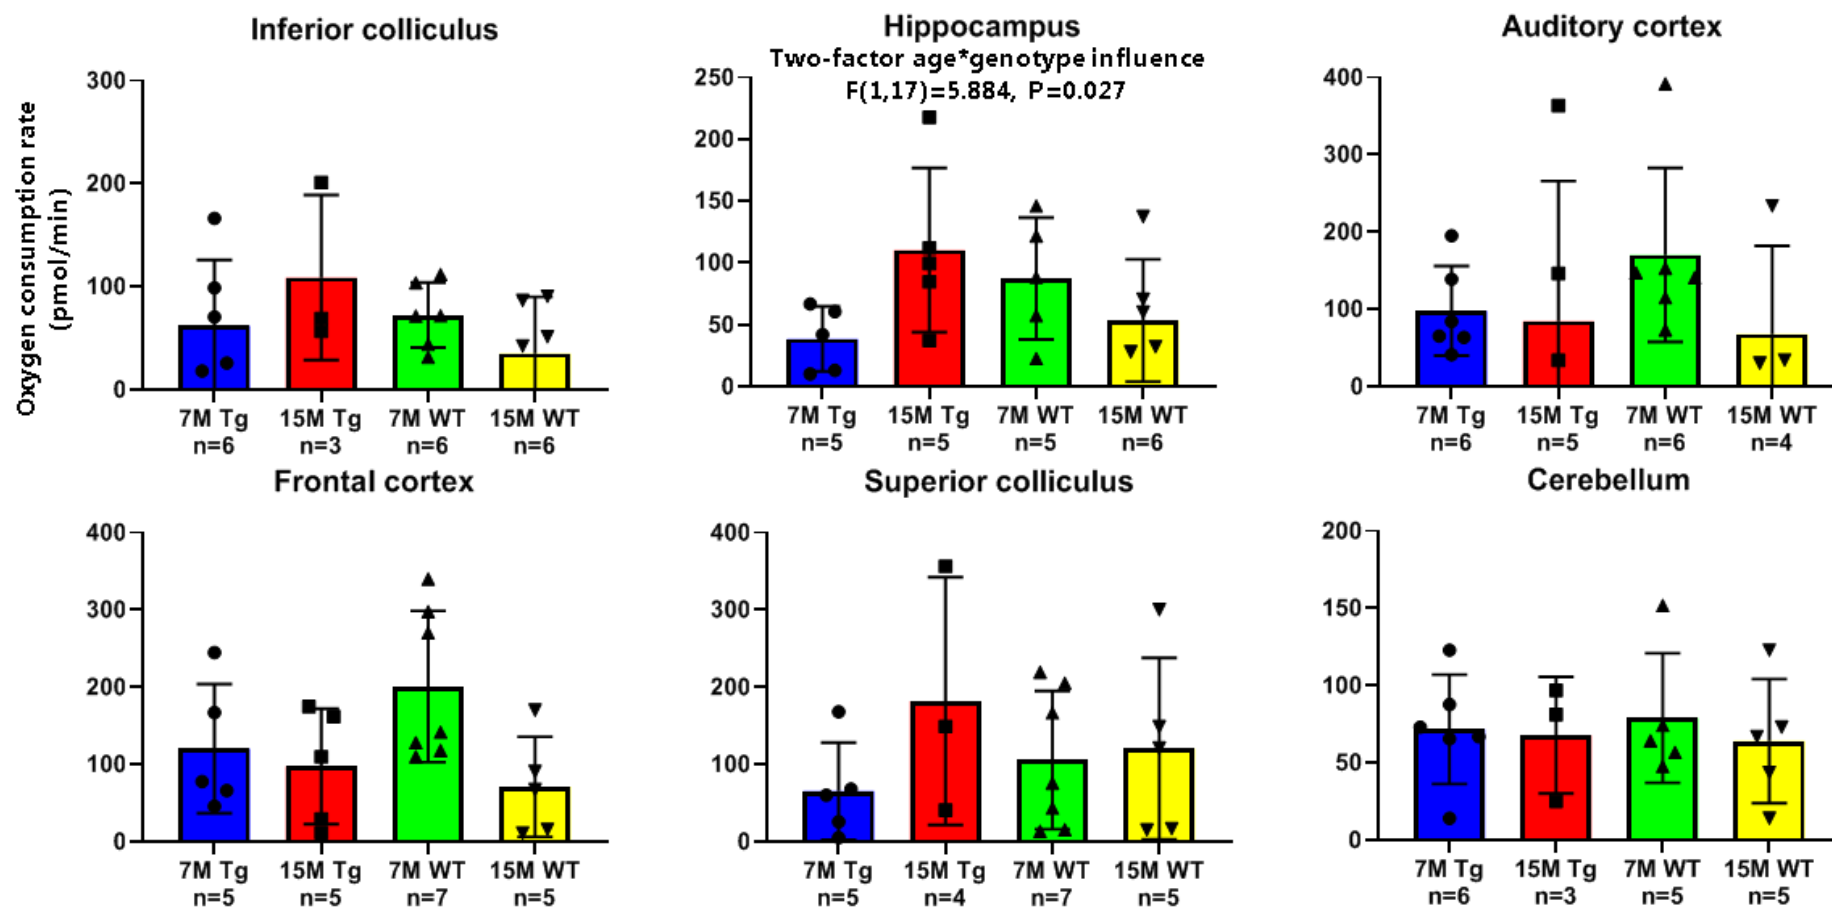 Inferior colliculus
Oxygen consumption rate
(pmol/min)
300
200
100
0
7M Tg 15M Tg 7M WT 15M WT
n=6 n=3 n=6 n=6
Hippocampus
Two-factor age*genotype influence
F(1,17)=5.884, P=0.027
250
200
150
100
50
0
7M Tg 15M Tg 7M WT 15M WT
n=5 n=5 n=5 n=6
Auditory cortex
400
300
200
100
0
7M Tg 15M Tg 7M WT 15M WT
n=6 n=5 n=6 n=4
Frontal cortex
400
300
200
100
0
7M Tg 15M Tg 7M WT 15M WT
n=5 n=5 n=7 n=5
Superior colliculus
400
300
200
100
0
7M Tg 15M Tg 7M WT 15M WT
n=5 n=4 n=7 n=5
Cerebellum
200
150
100
50
0
7M Tg 15M Tg 7M WT 15M WT
n=6 n=3 n=5 n=5